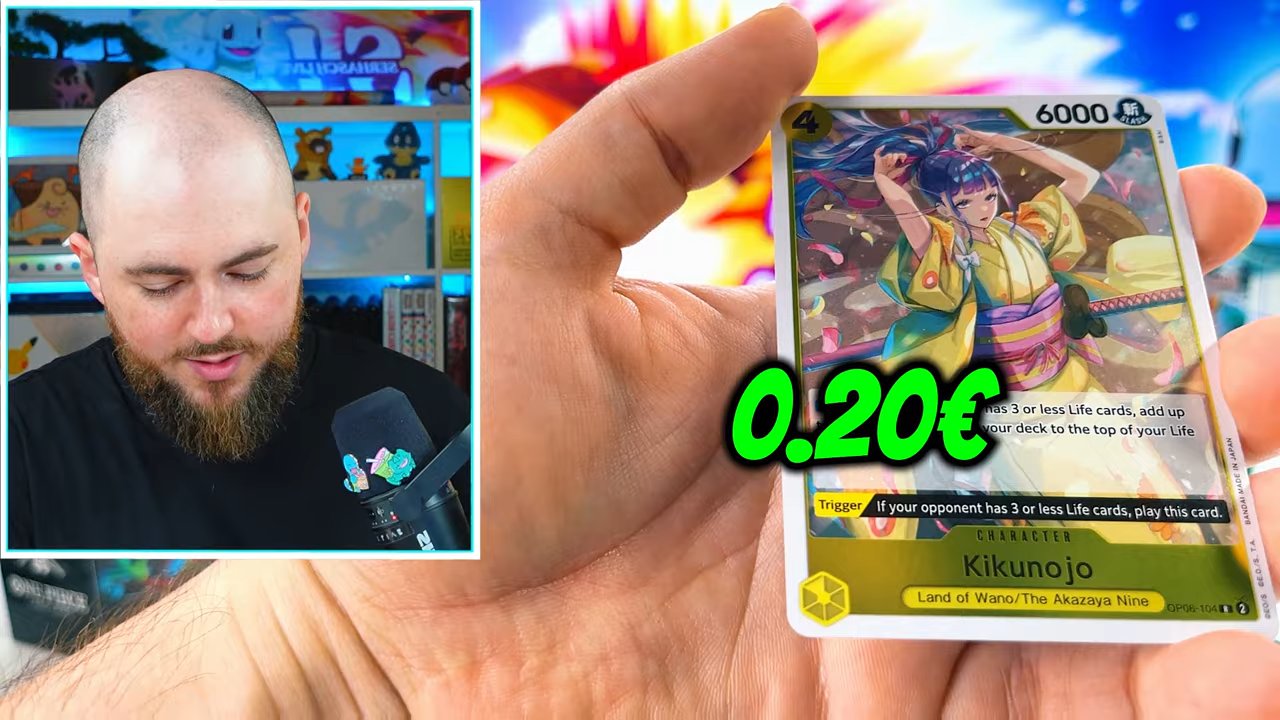 SERHASCH LIVE
4
6000
斬
SLASH
0.20€
has 3 or less Life cards, add up
your deck to the top of your Life
Trigger
If your opponent has 3 or less Life cards, play this card.
CHARACTER
Kikunojo
Land of Wano/The Akazaya Nine
OP06-104 R 2
BANDAI MADE IN JAPAN